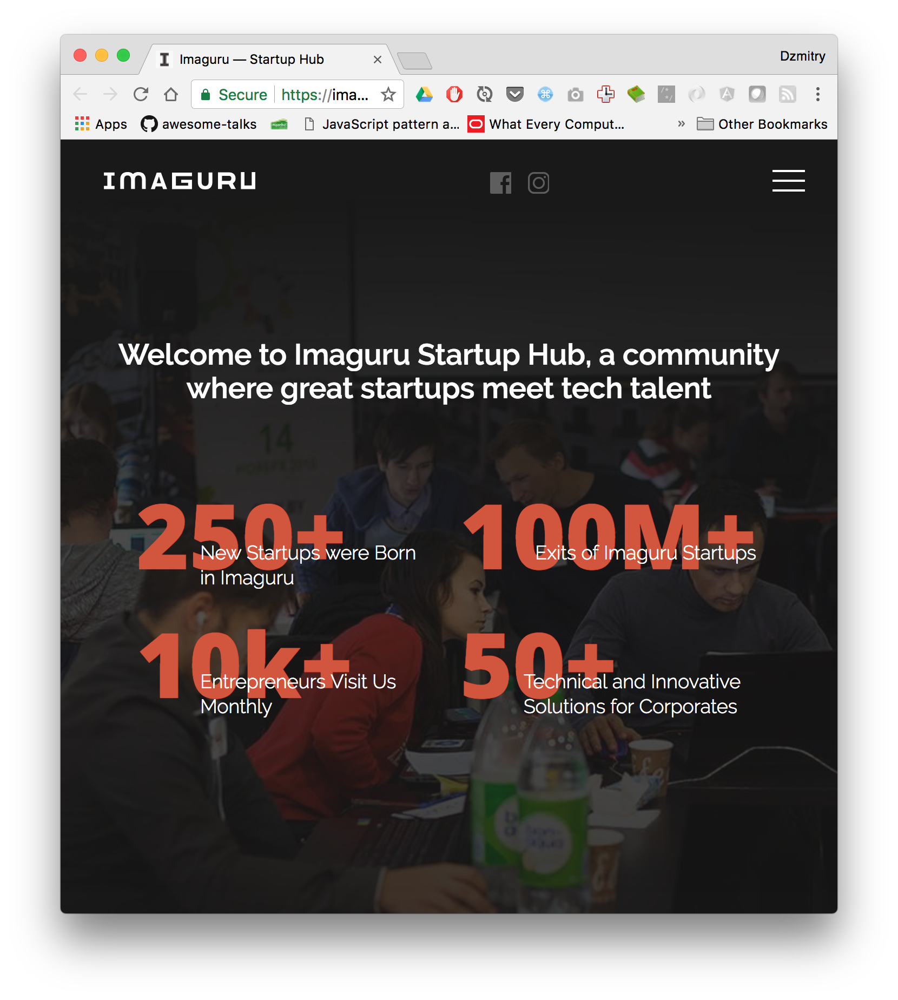 Imaguru — Startup Hub
Dzmitry
Secure https://ima...
Apps awesome-talks JavaScript pattern a... What Every Comput... » Other Bookmarks
IMAGURU
Welcome to Imaguru Startup Hub, a community
where great startups meet tech talent
14
НОЯБРЯ
250+
New Startups were Born
in Imaguru
100M+
Exits of Imaguru Startups
10k+
Entrepreneurs Visit Us
Monthly
50+
Technical and Innovative
Solutions for Corporates